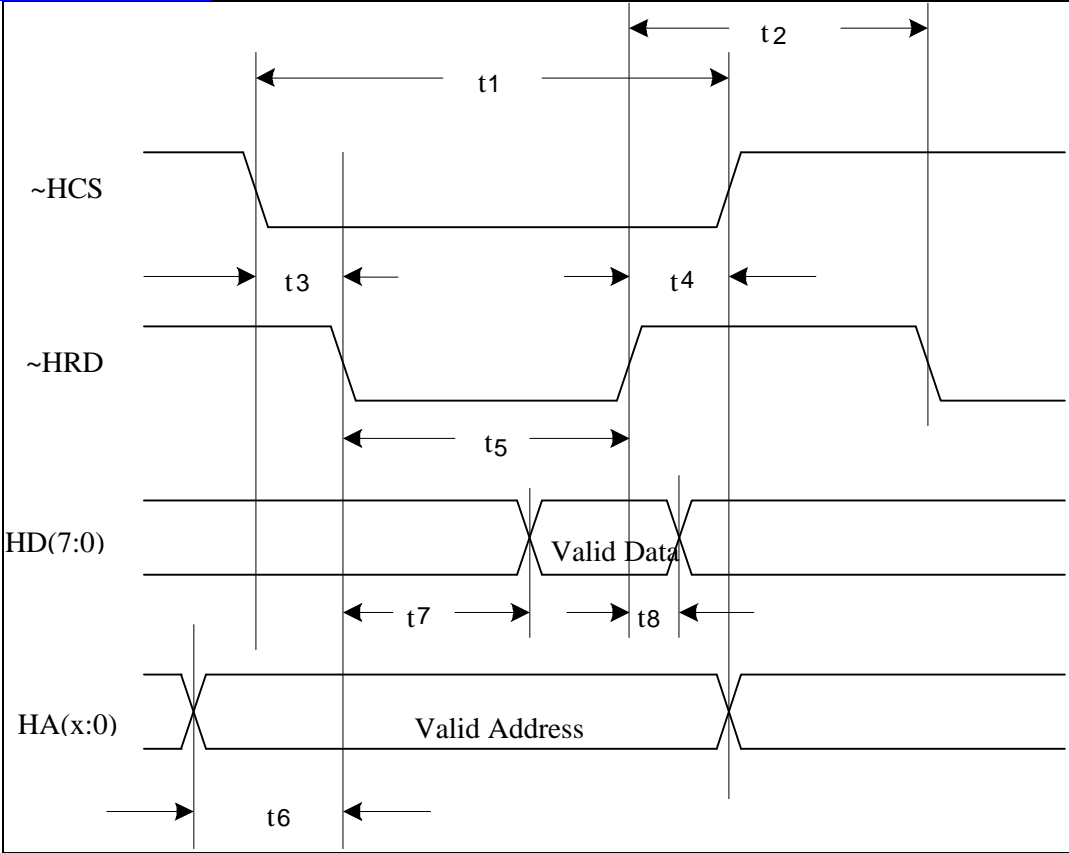 t2
t1
~HCS
t3
t4
~HRD
t5
HD(7:0)
Valid Data
t7
t8
HA(x:0)
Valid Address
t6